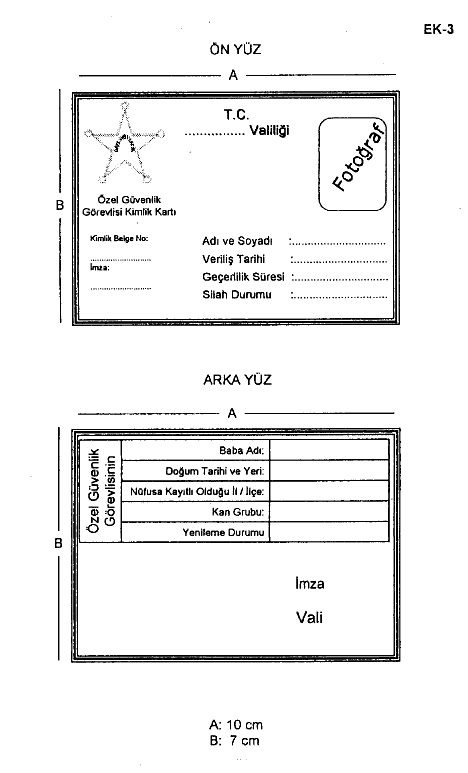 EK-3
ÖN YÜZ
A
B
T.C.
............... Valiliği
Fotoğraf
Özel Güvenlik
Görevlisi Kimlik Kartı
Kimlik Belge No:
İmza:
Adı ve Soyadı :
Veriliş Tarihi :
Geçerlilik Süresi :
Silah Durumu :
ARKA YÜZ
A
B
Özel Güvenlik
Görevlisinin
Baba Adı:
Doğum Tarihi ve Yeri:
Nüfusa Kayıtlı Olduğu İl / İlçe:
Kan Grubu:
Yenileme Durumu
İmza
Vali
A: 10 cm
B: 7 cm